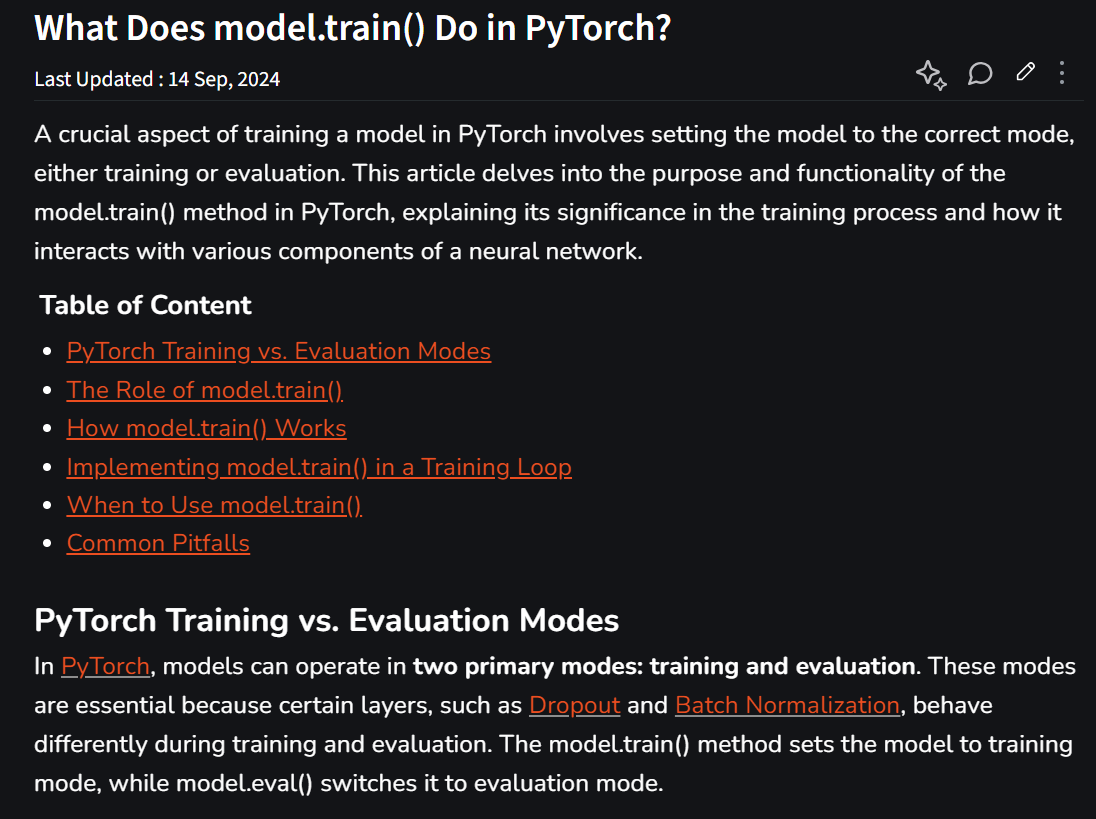 What Does model.train() Do in PyTorch?
Last Updated : 14 Sep, 2024
A crucial aspect of training a model in PyTorch involves setting the model to the correct mode,
either training or evaluation. This article delves into the purpose and functionality of the
model.train() method in PyTorch, explaining its significance in the training process and how it
interacts with various components of a neural network.
Table of Content
PyTorch Training vs. Evaluation Modes
The Role of model.train()
How model.train() Works
Implementing model.train() in a Training Loop
When to Use model.train()
Common Pitfalls
PyTorch Training vs. Evaluation Modes
In PyTorch, models can operate in two primary modes: training and evaluation. These modes
are essential because certain layers, such as Dropout and Batch Normalization, behave
differently during training and evaluation. The model.train() method sets the model to training
mode, while model.eval() switches it to evaluation mode.